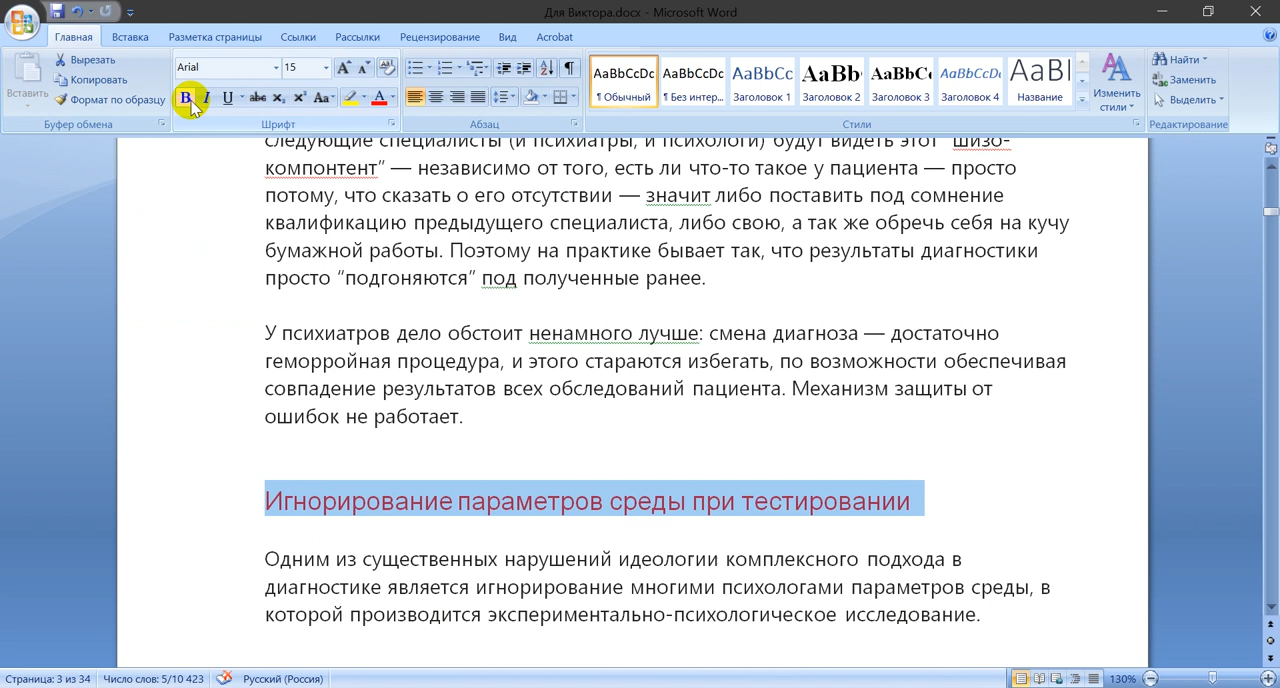 Для Виктора.docx - Microsoft Word
Главная Вставка Разметка страницы Ссылки Рассылки Рецензирование Вид Acrobat
Вставить
Вырезать
Копировать
Формат по образцу
Буфер обмена
Arial 15
Шрифт
Абзац
AaBbCcDc AaBbCcDc AaBbCc AaBb AaBbC AaBbCcDc AaBl
¶ Обычный ¶ Без интер... Заголовок 1 Заголовок 2 Заголовок 3 Заголовок 4 Название
Изменить
стили
Стили
Найти
Заменить
Выделить
Редактирование
следующие специалисты (и психиатры, и психологи) будут видеть этот “шизо-
компонтент” — независимо от того, есть ли что-то такое у пациента — просто
потому, что сказать о его отсутствии — значит либо поставить под сомнение
квалификацию предыдущего специалиста, либо свою, а так же обречь себя на кучу
бумажной работы. Поэтому на практике бывает так, что результаты диагностики
просто “подгоняются” под полученные ранее.
У психиатров дело обстоит ненамного лучше: смена диагноза — достаточно
геморройная процедура, и этого стараются избегать, по возможности обеспечивая
совпадение результатов всех обследований пациента. Механизм защиты от
ошибок не работает.
Игнорирование параметров среды при тестировании
Одним из существенных нарушений идеологии комплексного подхода в
диагностике является игнорирование многими психологами параметров среды, в
которой производится экспериментально-психологическое исследование.
Страница: 3 из 34 Число слов: 5/10 423 Русский (Россия) 130%